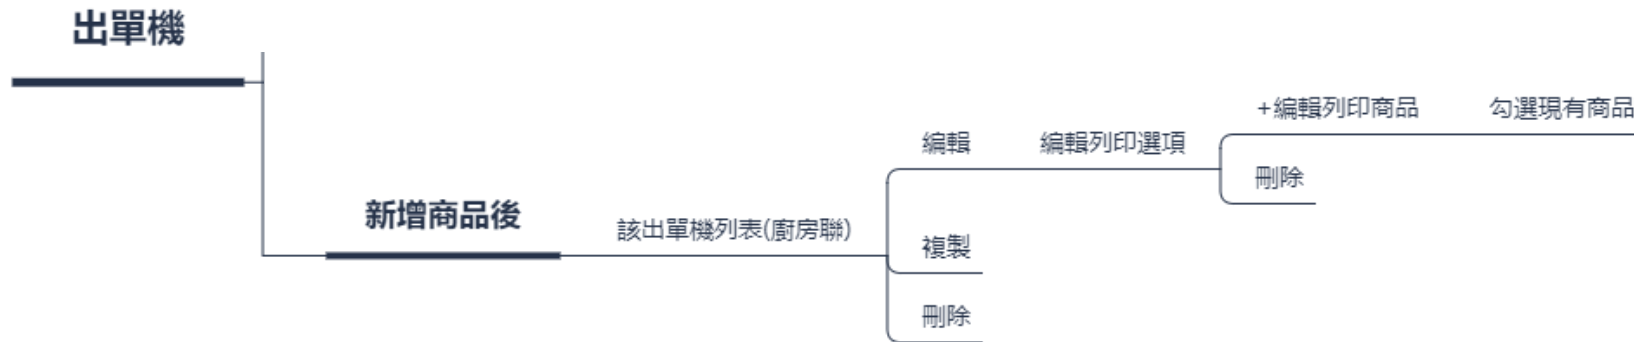 出單機
+編輯列印商品 勾選現有商品
編輯 編輯列印選項
刪除
新增商品後 該出單機列表(廚房聯)
複製
刪除